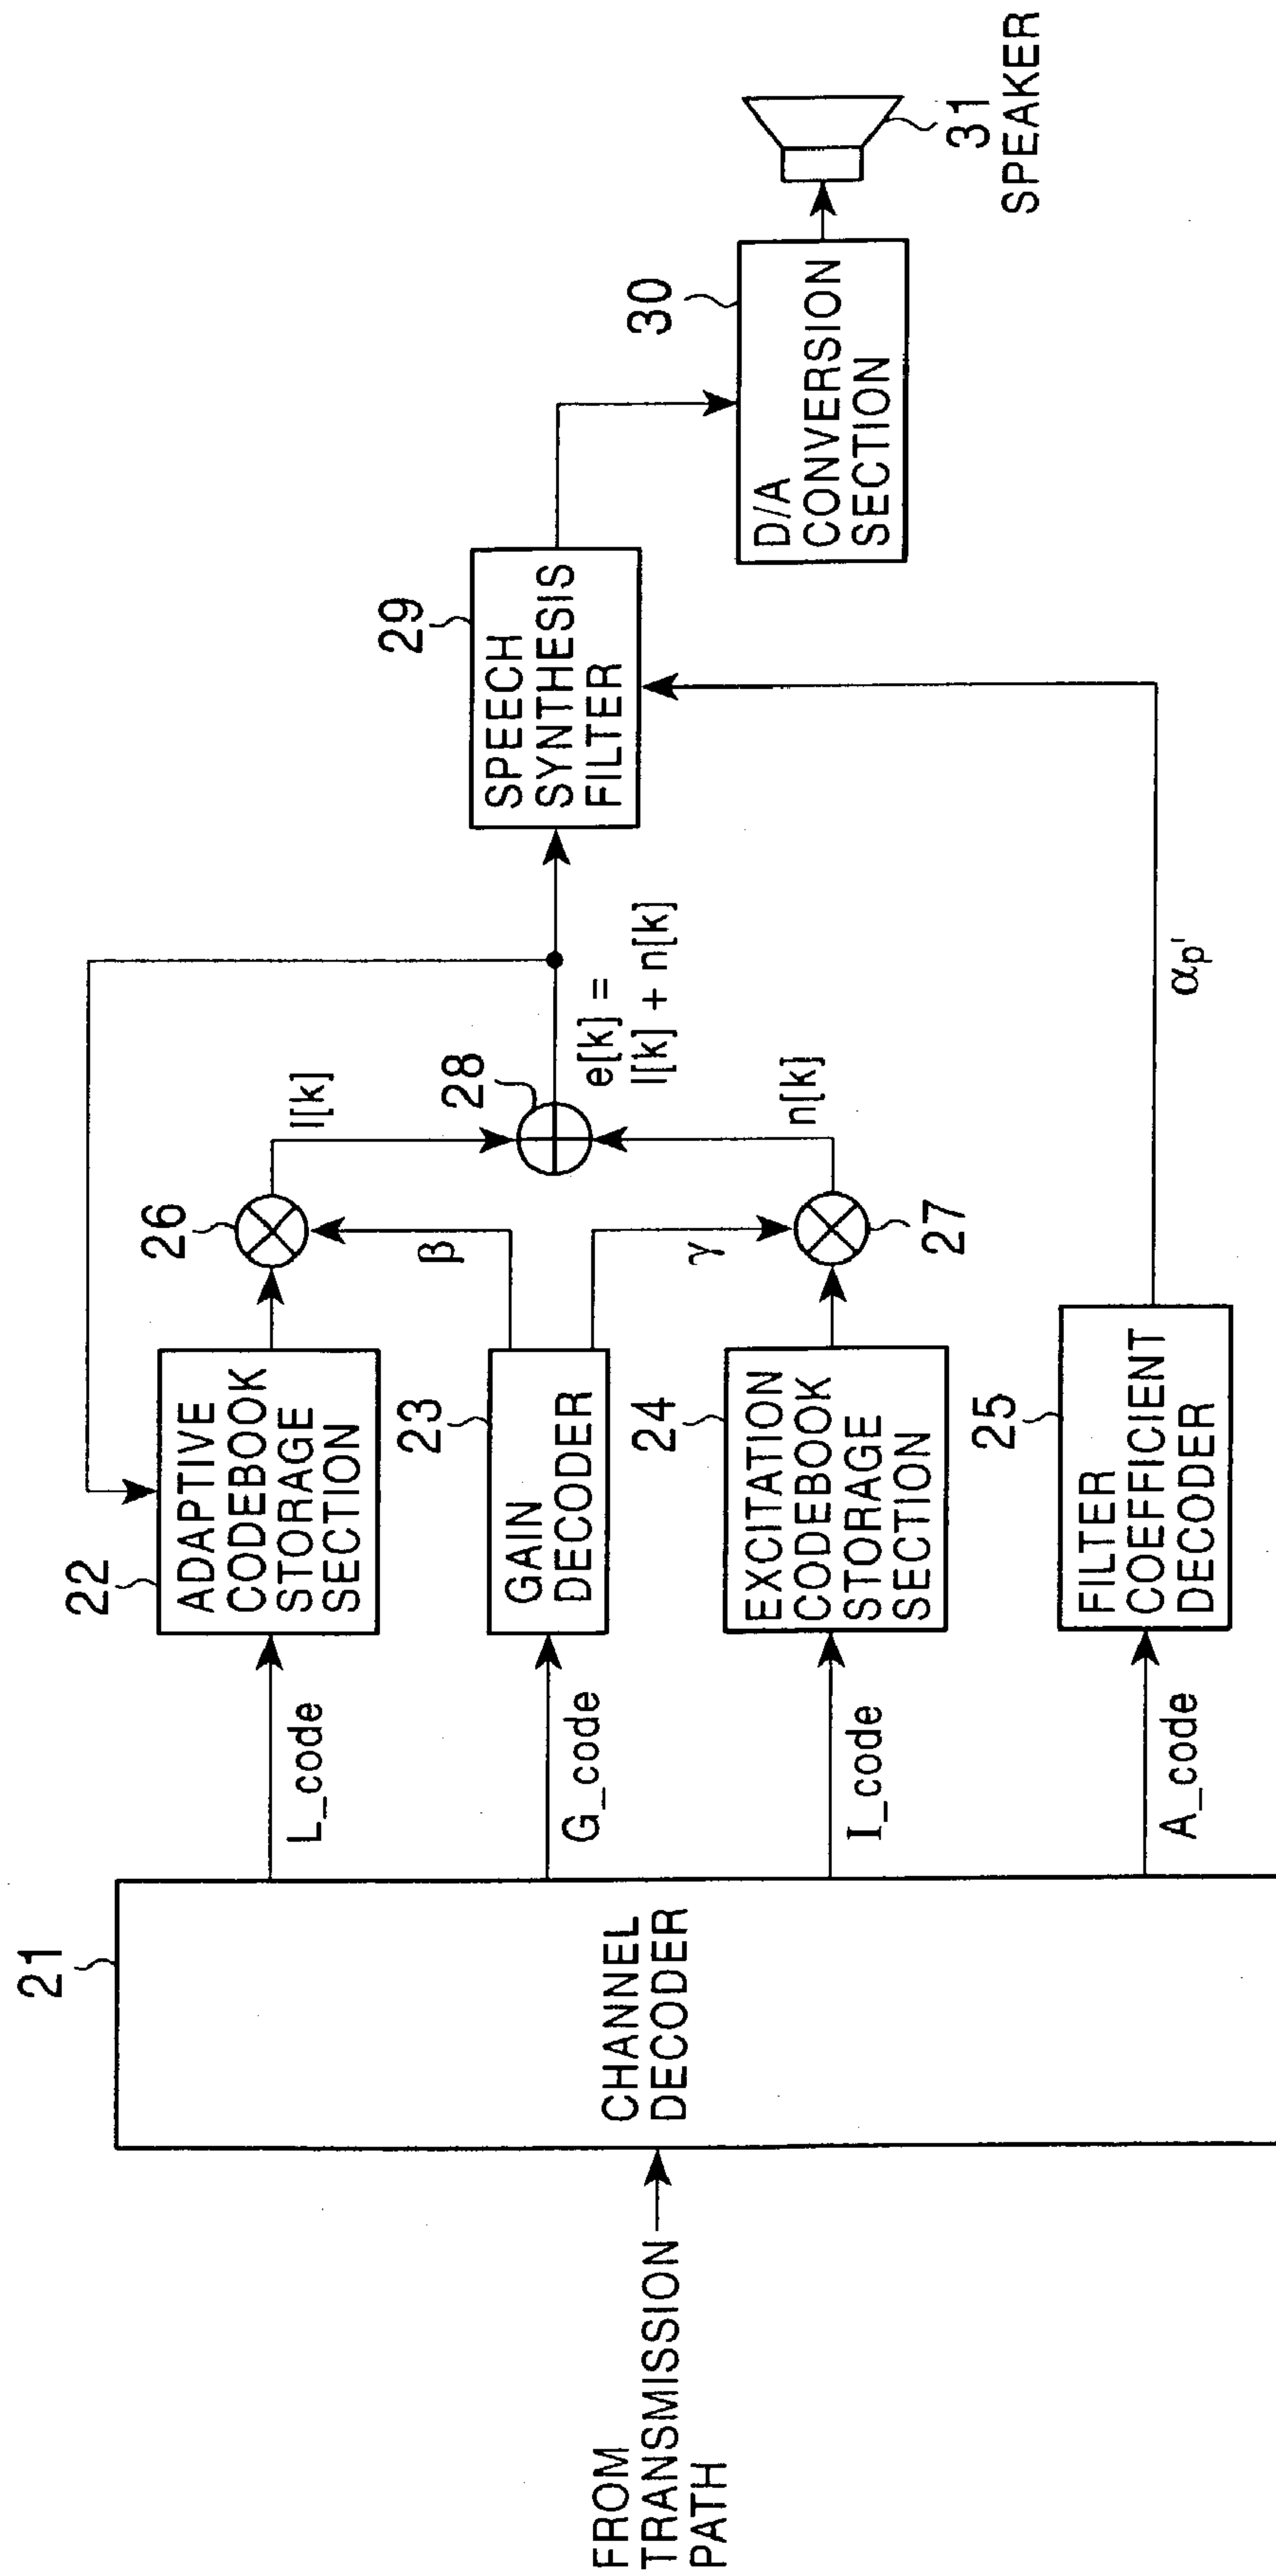 FROM
TRANSMISSION
PATH
21
CHANNEL
DECODER
L_code
G_code
I_code
A_code
22
ADAPTIVE
CODEBOOK
STORAGE
SECTION
23
GAIN
DECODER
24
EXCITATION
CODEBOOK
STORAGE
SECTION
25
FILTER
COEFFICIENT
DECODER
26
β
γ
27
l[k]
28
n[k]
e[k] =
l[k] + n[k]
αp'
29
SPEECH
SYNTHESIS
FILTER
30
D/A
CONVERSION
SECTION
31
SPEAKER